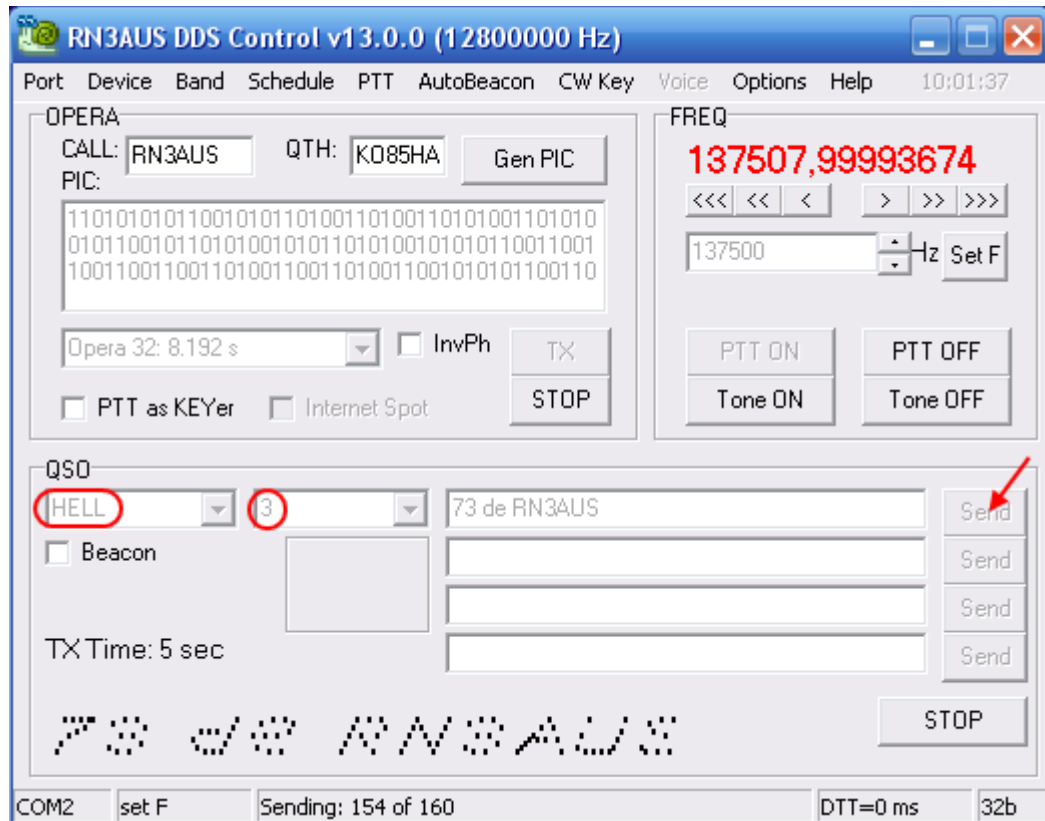 RN3AUS DDS Control v13.0.0 (12800000 Hz)
Port Device Band Schedule PTT AutoBeacon CW Key Voice Options Help 10:01:37
OPERA
CALL: RN3AUS QTH: KO85HA Gen PIC
PIC:
11010101011001010110100110100110101001101010
01011001011010100101011010100101010110011001
10011001100110100110011010011001010101100110
Opera 32: 8.192 s InvPh TX
PTT as KEYer Internet Spot STOP
FREQ
137507,99993674
<<< << < > >> >>>
137500 Hz Set F
PTT ON PTT OFF
Tone ON Tone OFF
QSO
HELL 3 73 de RN3AUS Send
Beacon Send
Send
TX Time: 5 sec Send
73 de RN3AUS STOP
COM2 set F Sending: 154 of 160 DTT=0 ms 32b